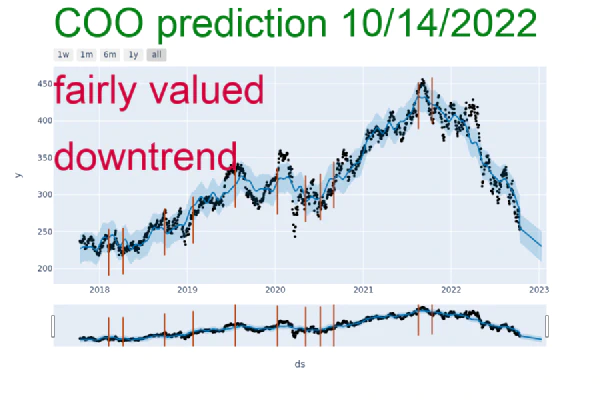 COO prediction 10/14/2022
1w 1m 6m 1y all
fairly valued
downtrend
y
450
400
350
300
250
200
2018 2019 2020 2021 2022 2023
ds